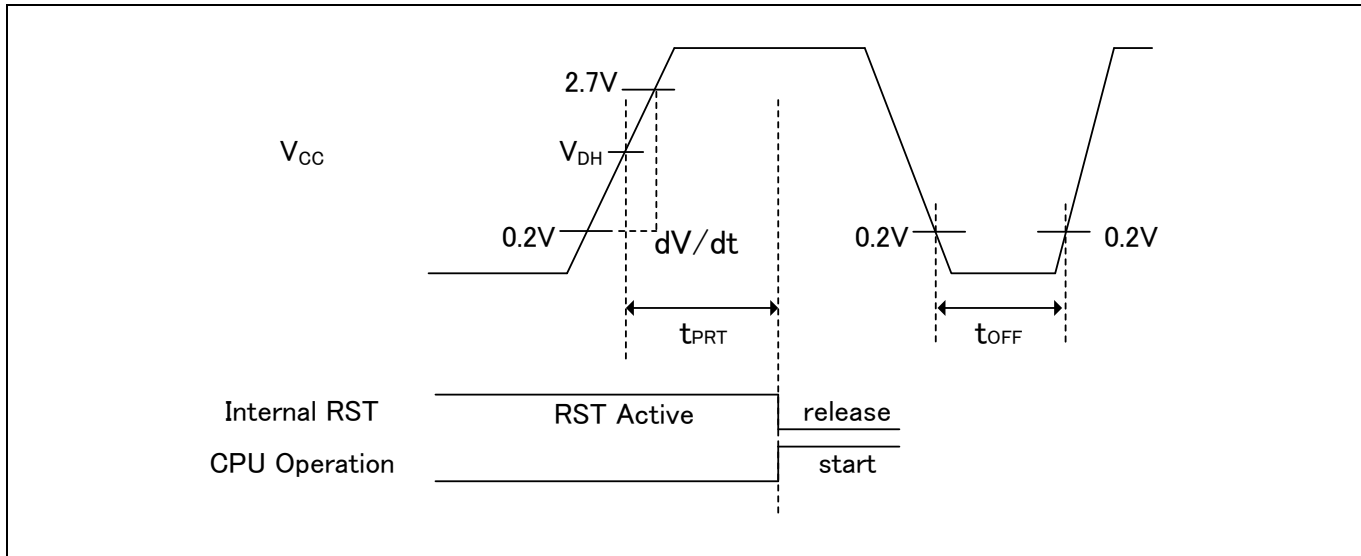 2.7V
VCC
VDH
0.2V
dV/dt
0.2V
0.2V
tPRT
tOFF
Internal RST
RST Active
release
CPU Operation
start